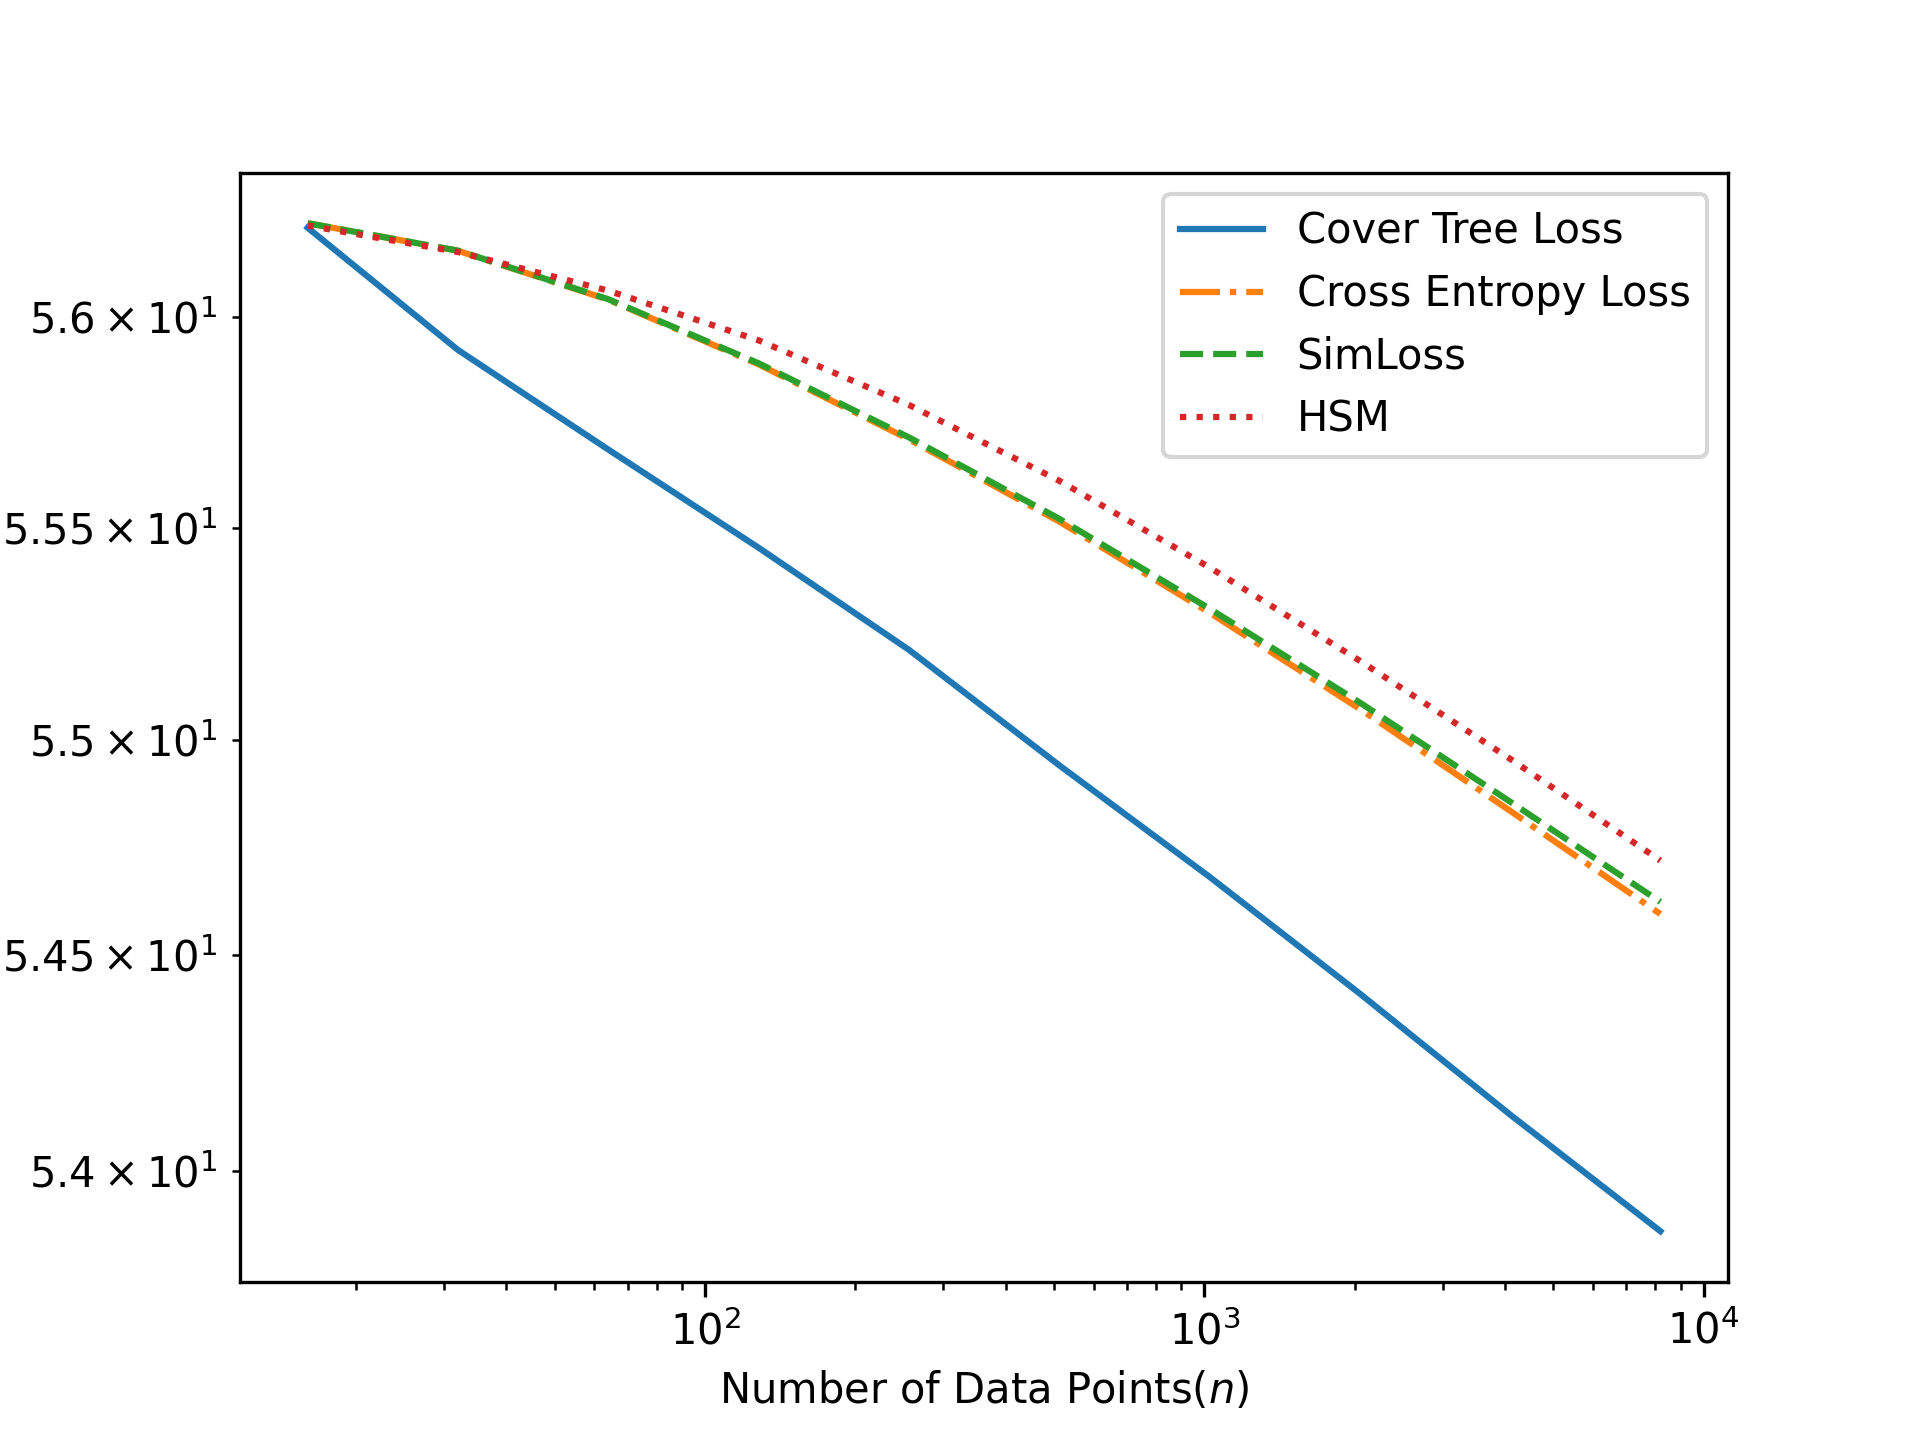 Cover Tree Loss
Cross Entropy Loss
SimLoss
HSM
5.6 × 10¹
5.55 × 10¹
5.5 × 10¹
5.45 × 10¹
5.4 × 10¹
10² 10³ 10⁴
Number of Data Points(n)